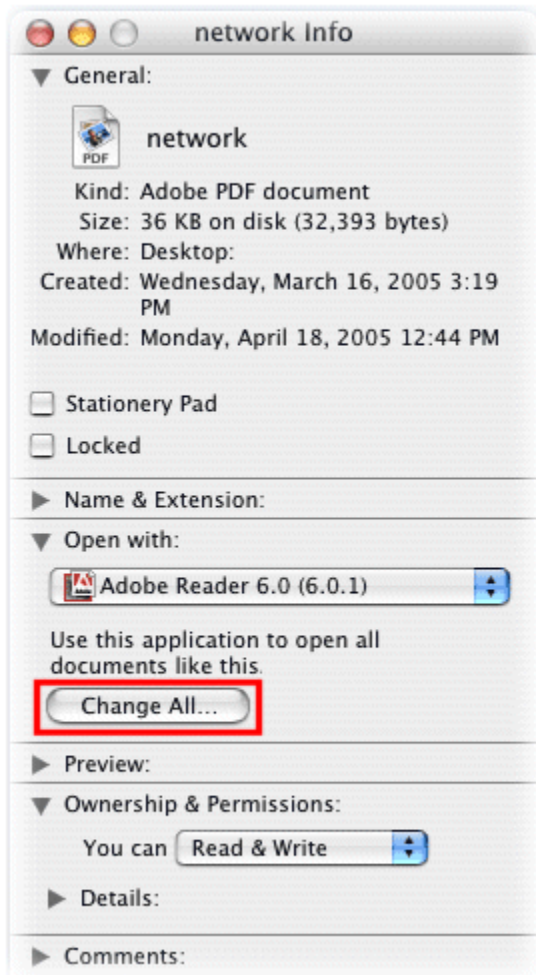 network Info
General:
PDF
network
Kind: Adobe PDF document
Size: 36 KB on disk (32,393 bytes)
Where: Desktop:
Created: Wednesday, March 16, 2005 3:19
PM
Modified: Monday, April 18, 2005 12:44 PM
Stationery Pad
Locked
Name & Extension:
Open with:
Adobe Reader 6.0 (6.0.1)
Use this application to open all
documents like this.
Change All...
Preview:
Ownership & Permissions:
You can Read & Write
Details:
Comments: